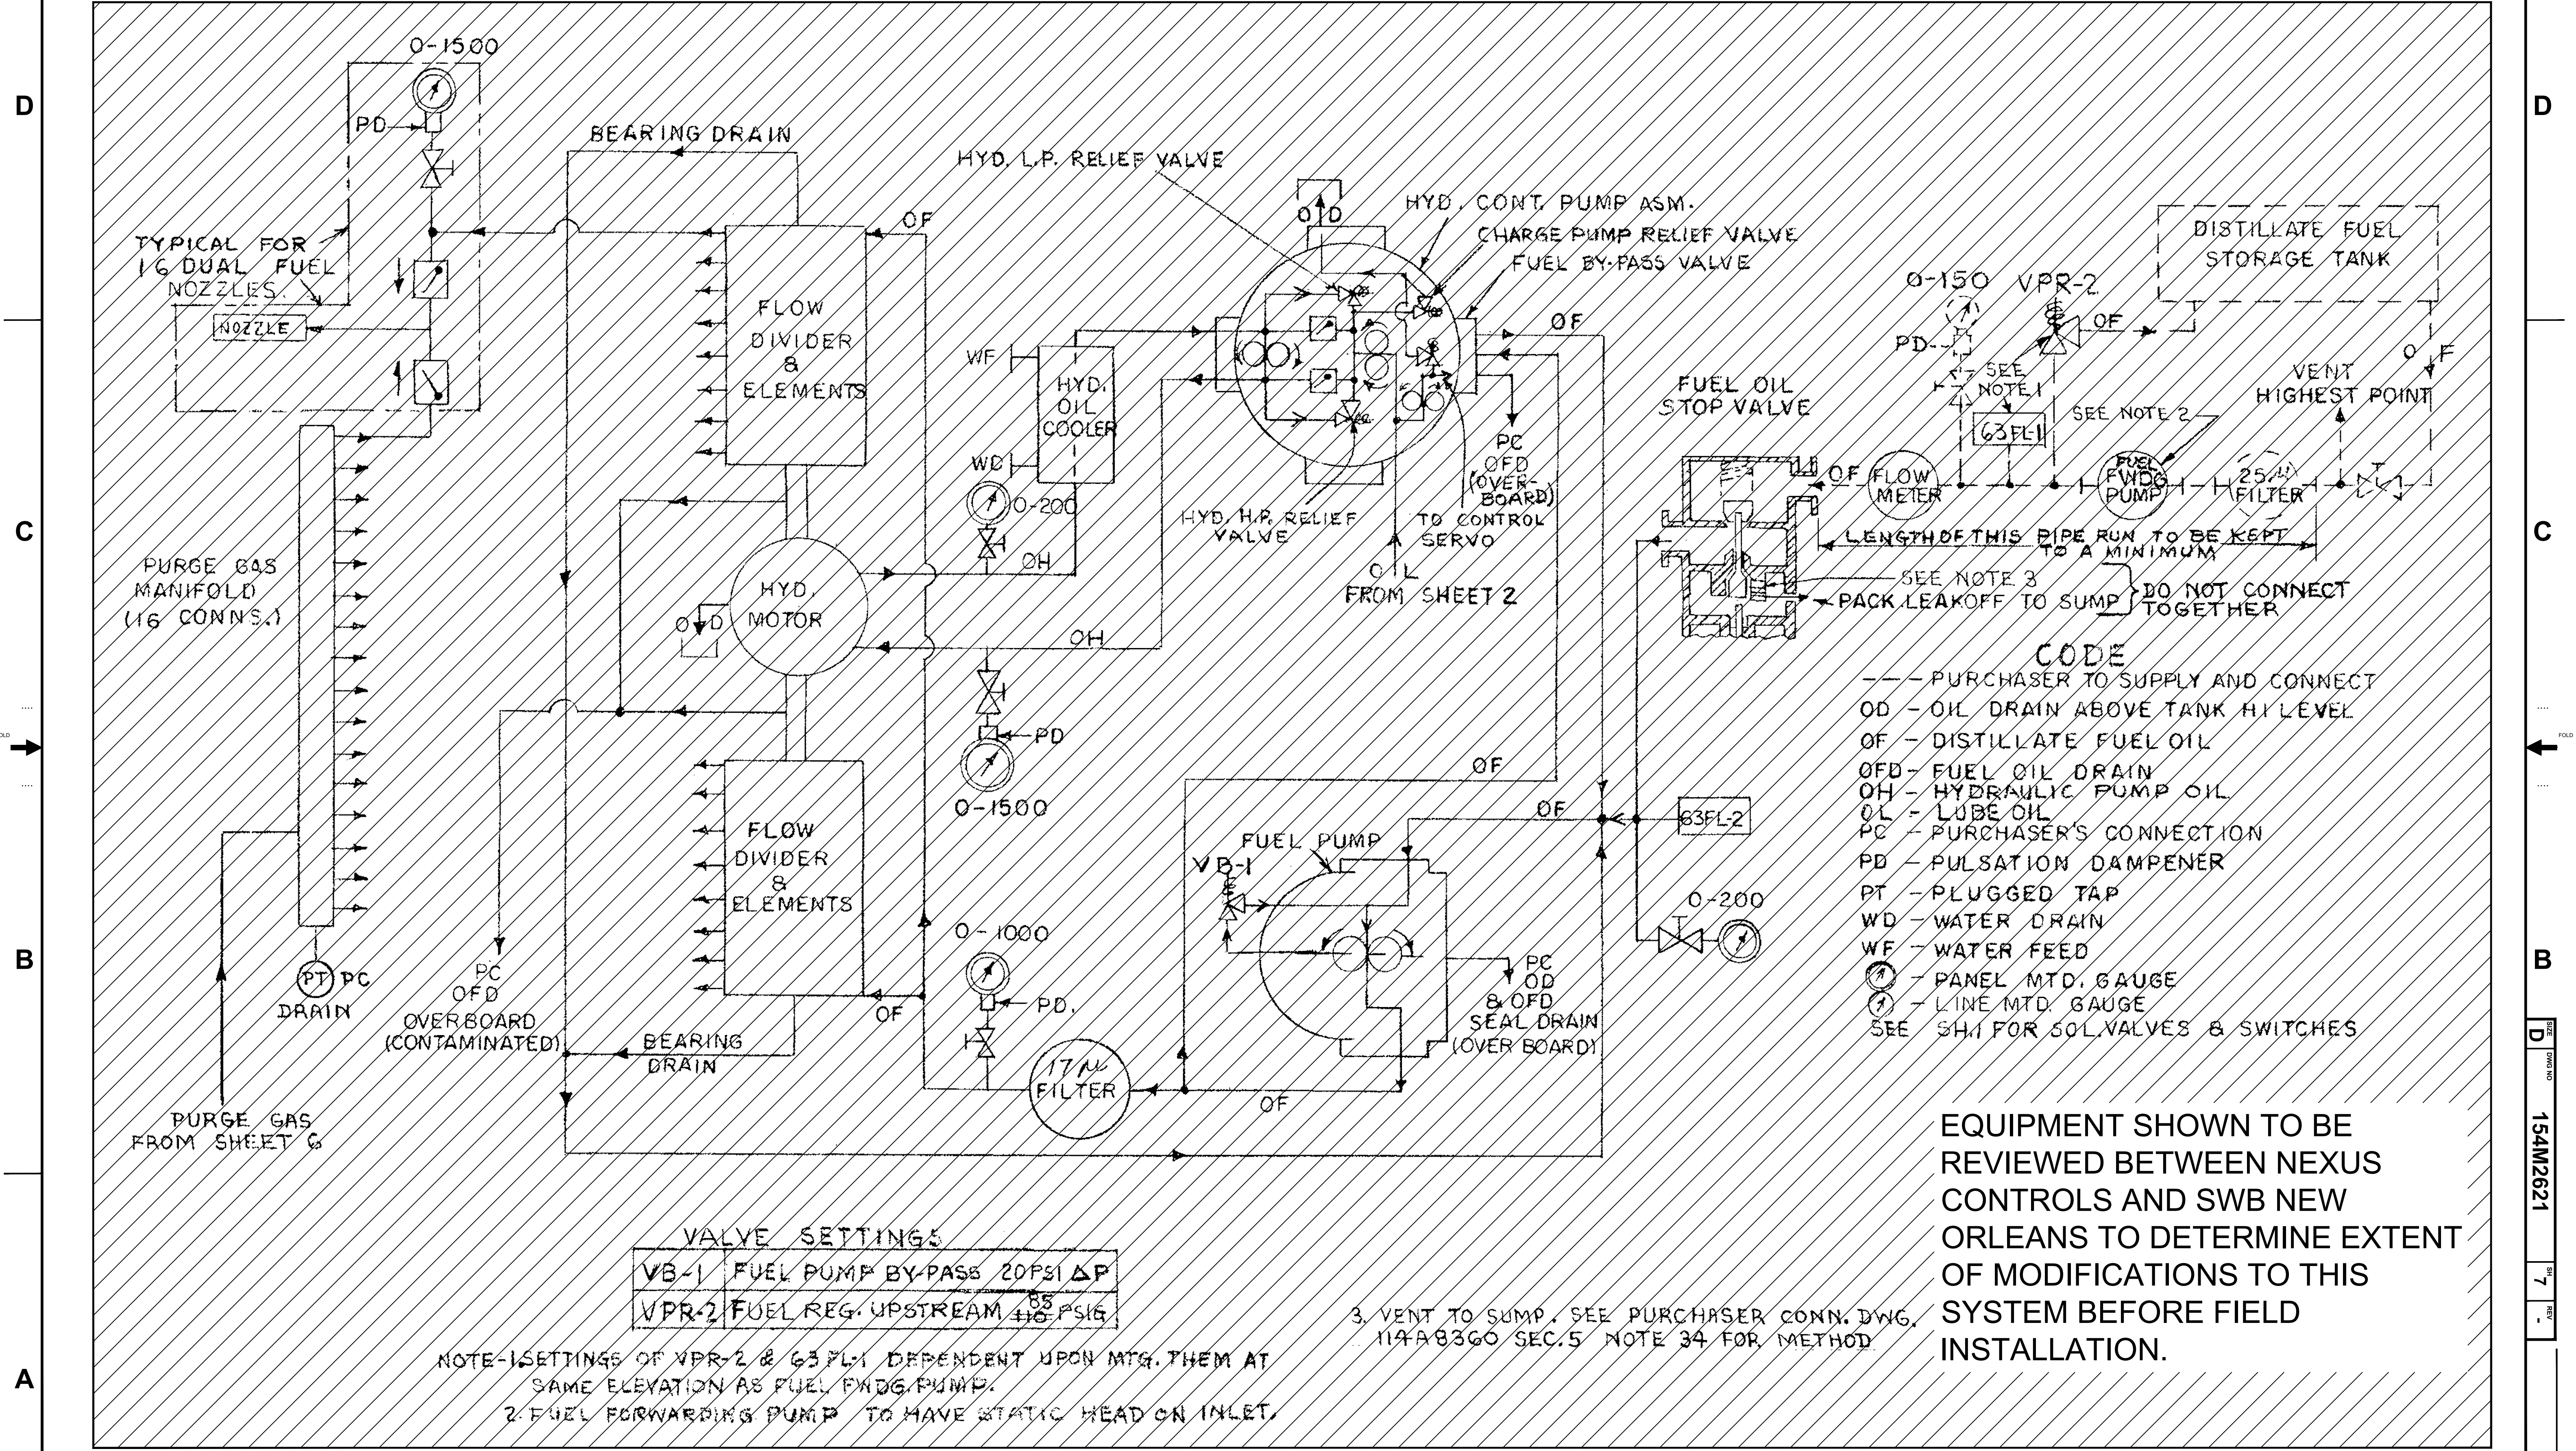 D
D
C
C
B
B
A
A
FOLD
0-1500
PD
BEARING DRAIN
TYPICAL FOR
16 DUAL FUEL
NOZZLES.
NOZZLE
OF
FLOW
DIVIDER
&
ELEMENTS
HYD. L.P. RELIEF VALVE
OD
HYD. CONT. PUMP ASM.
CHARGE PUMP RELIEF VALVE
FUEL BY-PASS VALVE
OF
WF
HYD.
OIL
COOLER
WD
0-200
OH
PC
OFD
(OVER-
BOARD)
HYD. H.P. RELIEF
VALVE
TO CONTROL
SERVO
OL
FROM SHEET 2
FUEL OIL
STOP VALVE
0-150
VPR-2
PD
OF
SEE
NOTE 1
63FL-1
DISTILLATE FUEL
STORAGE TANK
OF
VENT
HIGHEST POINT
SEE NOTE 2
OF
FLOW
METER
FUEL
FWDG
PUMP
25 µ
FILTER
LENGTH OF THIS PIPE RUN TO BE KEPT
TO A MINIMUM
SEE NOTE 3
PACK LEAKOFF TO SUMP
DO NOT CONNECT
TOGETHER
PURGE GAS
MANIFOLD
(16 CONNS.)
HYD.
MOTOR
OD
OH
PD
0-1500
OF
OF
63FL-2
0-200
FUEL PUMP
VB-1
FLOW
DIVIDER
&
ELEMENTS
OF
0-1000
PD.
17µ
FILTER
OF
PC
OD
& OFD
SEAL DRAIN
(OVER BOARD)
PT
PC
DRAIN
PC
OFD
OVERBOARD
(CONTAMINATED)
BEARING
DRAIN
PURGE GAS
FROM SHEET 6
CODE
--- - PURCHASER TO SUPPLY AND CONNECT
OD - OIL DRAIN ABOVE TANK HI LEVEL
OF - DISTILLATE FUEL OIL
OFD - FUEL OIL DRAIN
OH - HYDRAULIC PUMP OIL
OL - LUBE OIL
PC - PURCHASER'S CONNECTION
PD - PULSATION DAMPENER
PT - PLUGGED TAP
WD - WATER DRAIN
WF - WATER FEED
- PANEL MTD. GAUGE
- LINE MTD. GAUGE
SEE SH.1 FOR SOL. VALVES & SWITCHES
EQUIPMENT SHOWN TO BE
REVIEWED BETWEEN NEXUS
CONTROLS AND SWB NEW
ORLEANS TO DETERMINE EXTENT
OF MODIFICATIONS TO THIS
SYSTEM BEFORE FIELD
INSTALLATION.
VALVE SETTINGS
VB-1 FUEL PUMP BY-PASS 20 PSI ΔP
VPR-2 FUEL REG. UPSTREAM 85 PSIG
NOTE-1. SETTINGS OF VPR-2 & 63FL-1 DEPENDENT UPON MTG. THEM AT
SAME ELEVATION AS FUEL FWDG. PUMP.
2. FUEL FORWARDING PUMP TO HAVE STATIC HEAD ON INLET.
3. VENT TO SUMP. SEE PURCHASER CONN. DWG.
114A8360 SEC.5 NOTE 34 FOR METHOD
SIZE
D
DWG NO
154M2621
SH
7
REV
-